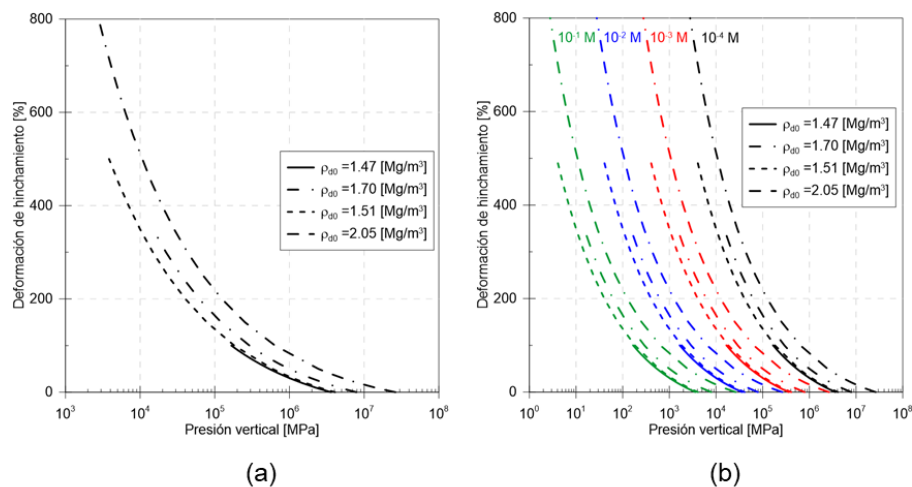 800
600
400
200
0
Deformación de hinchamiento [%]
ρd0 =1.47 [Mg/m³]
ρd0 =1.70 [Mg/m³]
ρd0 =1.51 [Mg/m³]
ρd0 =2.05 [Mg/m³]
10³ 10⁴ 10⁵ 10⁶ 10⁷ 10⁸
Presión vertical [MPa]
(a)
800
600
400
200
0
Deformación de hinchamiento [%]
10⁻¹ M 10⁻² M 10⁻³ M 10⁻⁴ M
ρd0 =1.47 [Mg/m³]
ρd0 =1.70 [Mg/m³]
ρd0 =1.51 [Mg/m³]
ρd0 =2.05 [Mg/m³]
10⁰ 10¹ 10² 10³ 10⁴ 10⁵ 10⁶ 10⁷ 10⁸
Presión vertical [MPa]
(b)